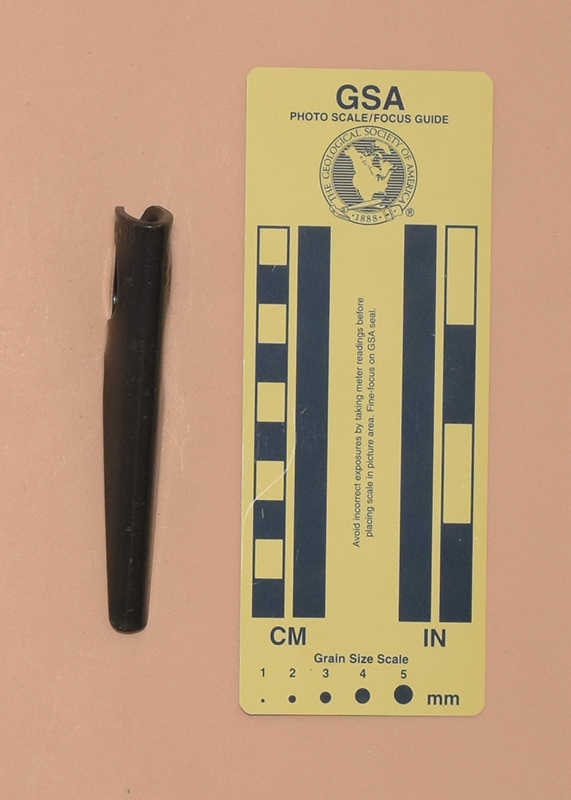 GSA
PHOTO SCALE/FOCUS GUIDE
THE GEOLOGICAL SOCIETY OF AMERICA
·1888·
®
Avoid incorrect exposures by taking meter readings before
placing scale in picture area. Fine-focus on GSA seal.
CM
IN
Grain Size Scale
1 2 3 4 5
mm